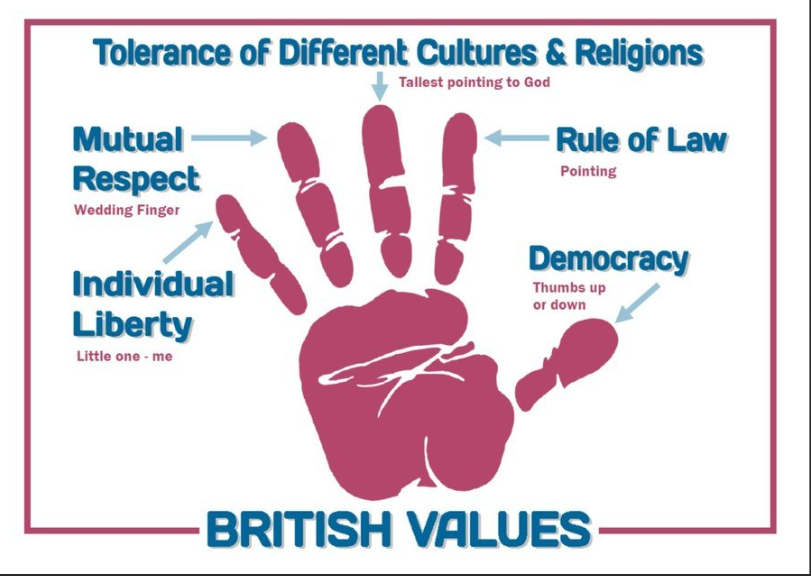 Tolerance of Different Cultures & Religions
Tallest pointing to God
Mutual
Respect
Wedding Finger
Rule of Law
Pointing
Individual
Liberty
Little one - me
Democracy
Thumbs up
or down
BRITISH VALUES